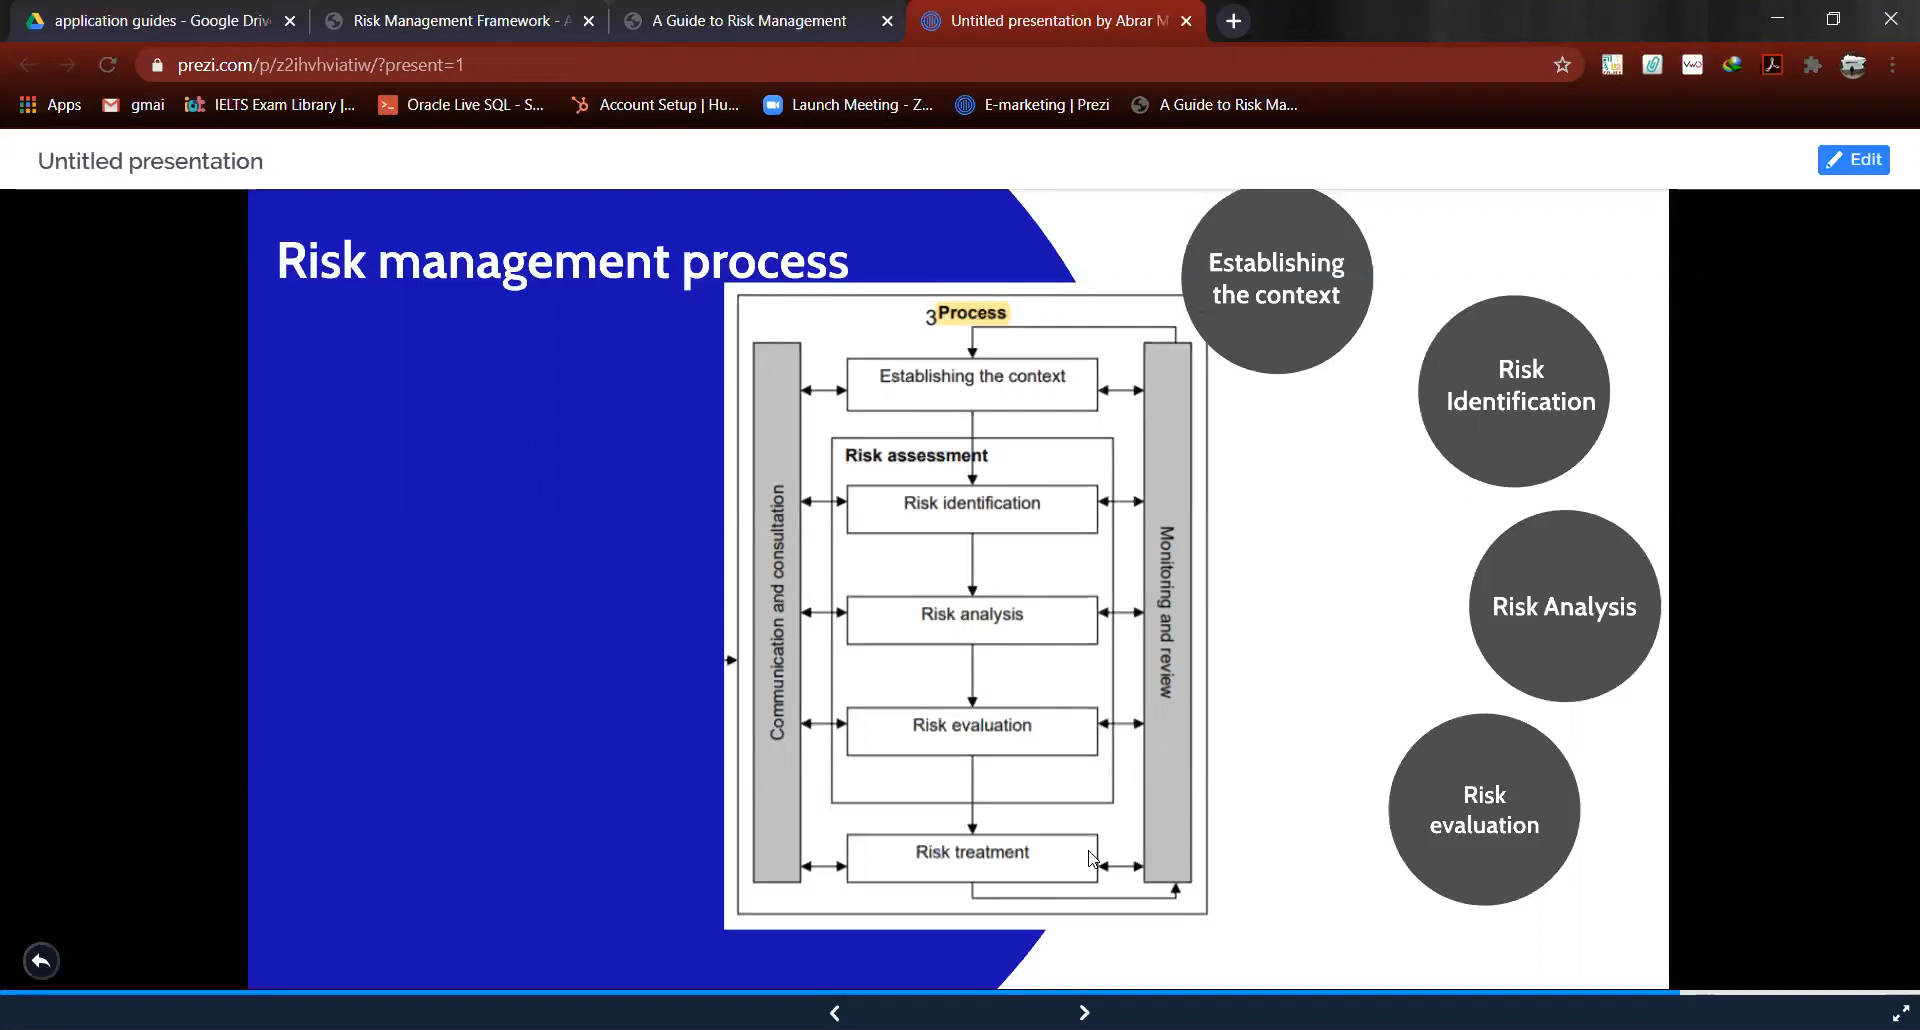 application guides - Google Driv
Risk Management Framework - A
A Guide to Risk Management
Untitled presentation by Abrar M
prezi.com/p/z2ihvhviatiw/?present=1
Apps
gmai
IELTS Exam Library |...
Oracle Live SQL - S...
Account Setup | Hu...
Launch Meeting - Z...
E-marketing | Prezi
A Guide to Risk Ma...
Untitled presentation
Edit
Risk management process
3 Process
Establishing the context
Risk assessment
Risk identification
Risk analysis
Risk evaluation
Risk treatment
Communication and consultation
Monitoring and review
Establishing
the context
Risk
Identification
Risk Analysis
Risk
evaluation